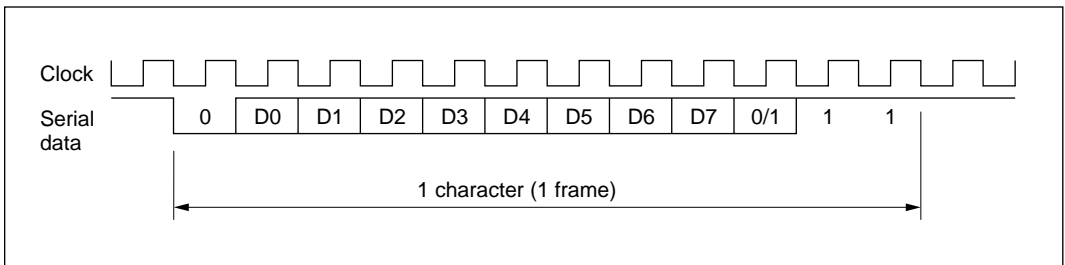 Clock
Serial
data
0 D0 D1 D2 D3 D4 D5 D6 D7 0/1 1 1
1 character (1 frame)